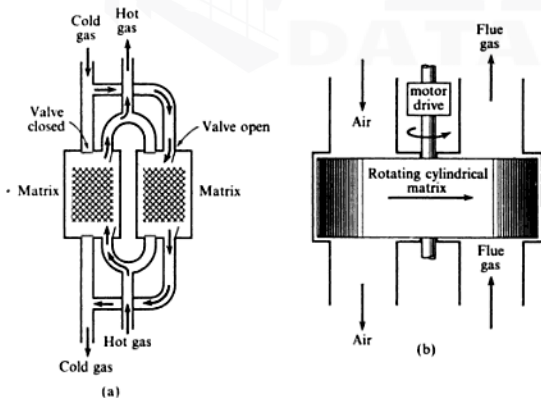 Cold
gas
Hot
gas
Valve
closed
Valve open
Matrix
Matrix
Hot gas
Cold gas
(a)
Flue
gas
motor
drive
Air
Rotating cylindrical
matrix
Flue
gas
Air
(b)
DATA